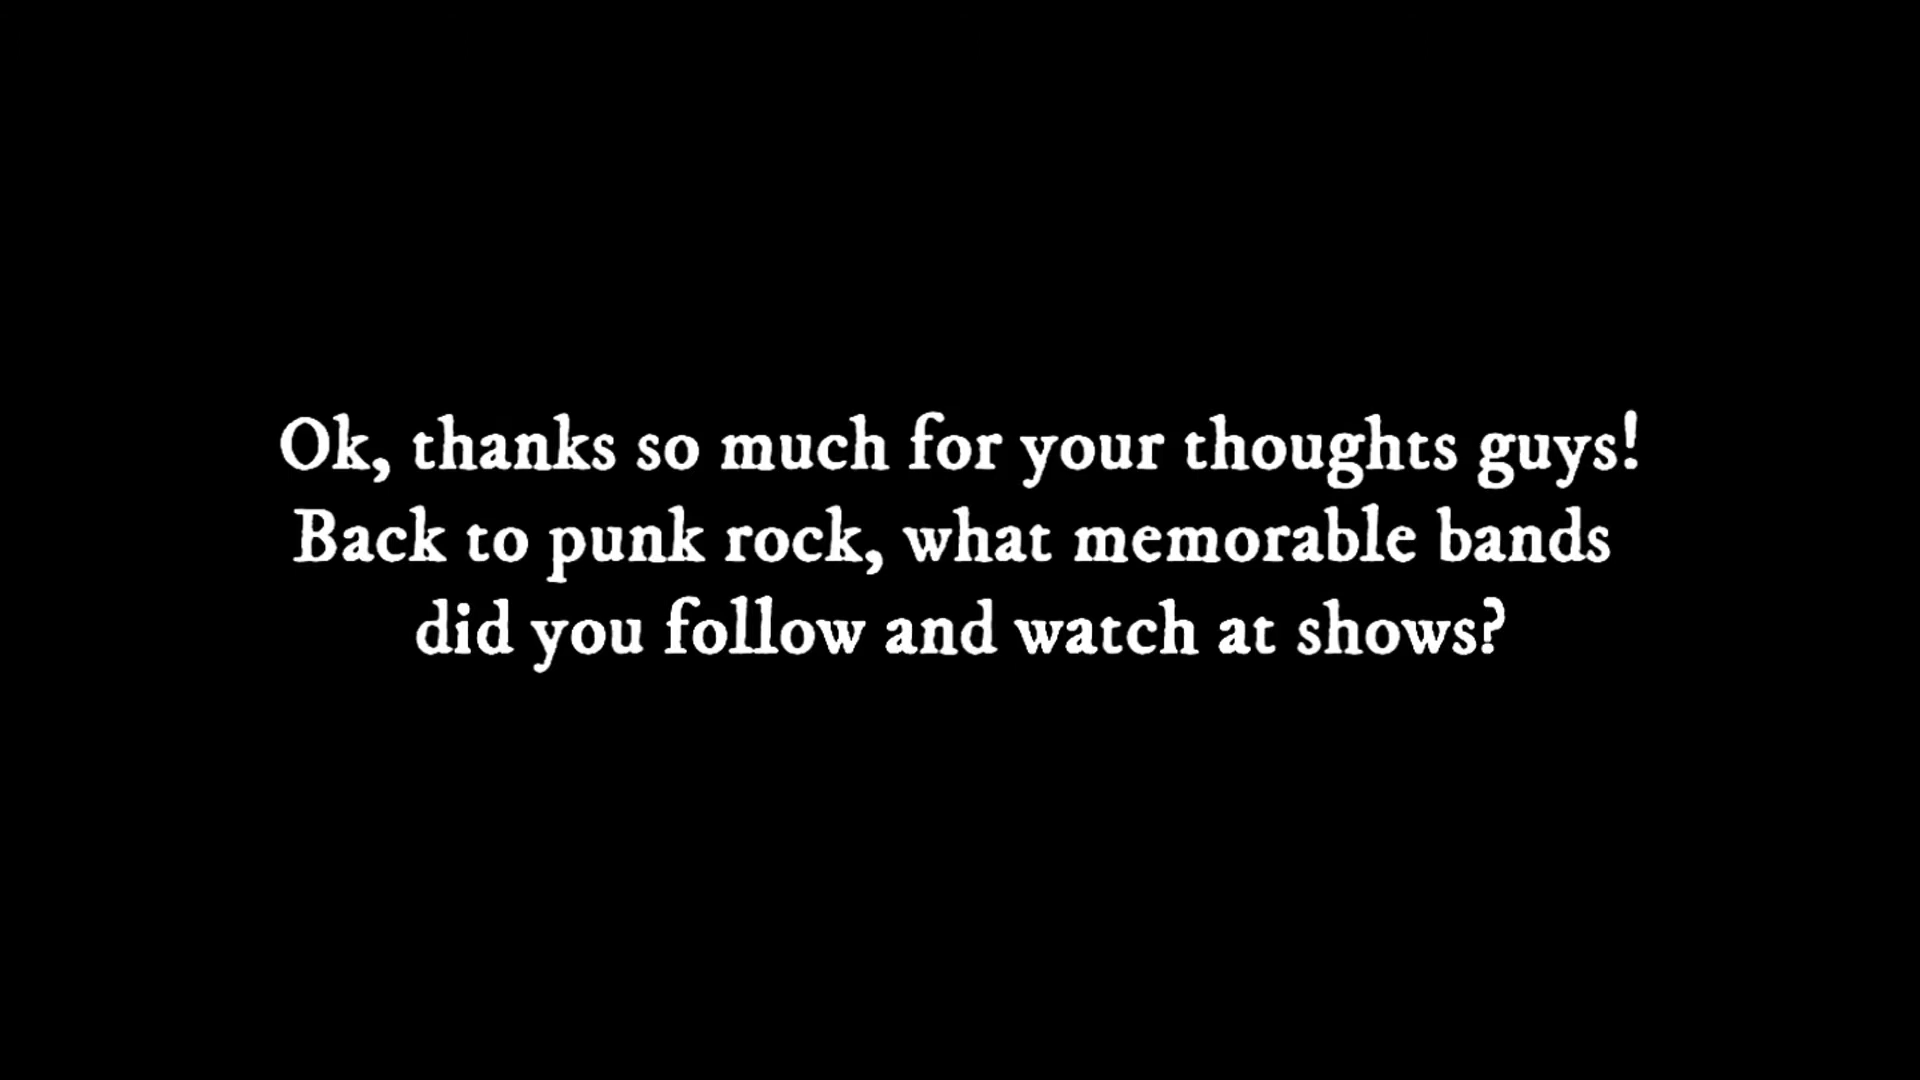 Ok, thanks so much for your thoughts guys!
Back to punk rock, what memorable bands
did you follow and watch at shows?